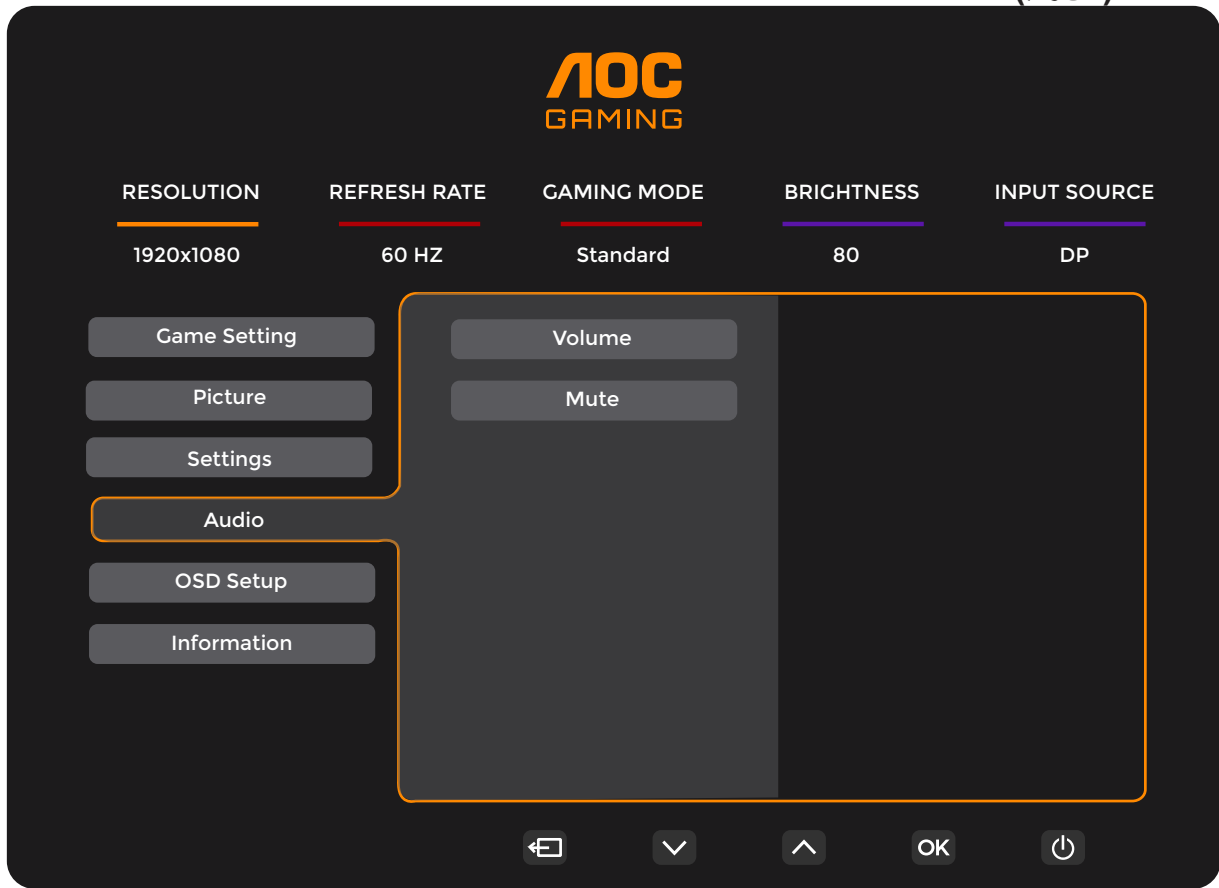 AOC
GAMING
RESOLUTION REFRESH RATE GAMING MODE BRIGHTNESS INPUT SOURCE
1920x1080 60 HZ Standard 80 DP
Game Setting Volume
Picture Mute
Settings
Audio
OSD Setup
Information
OK